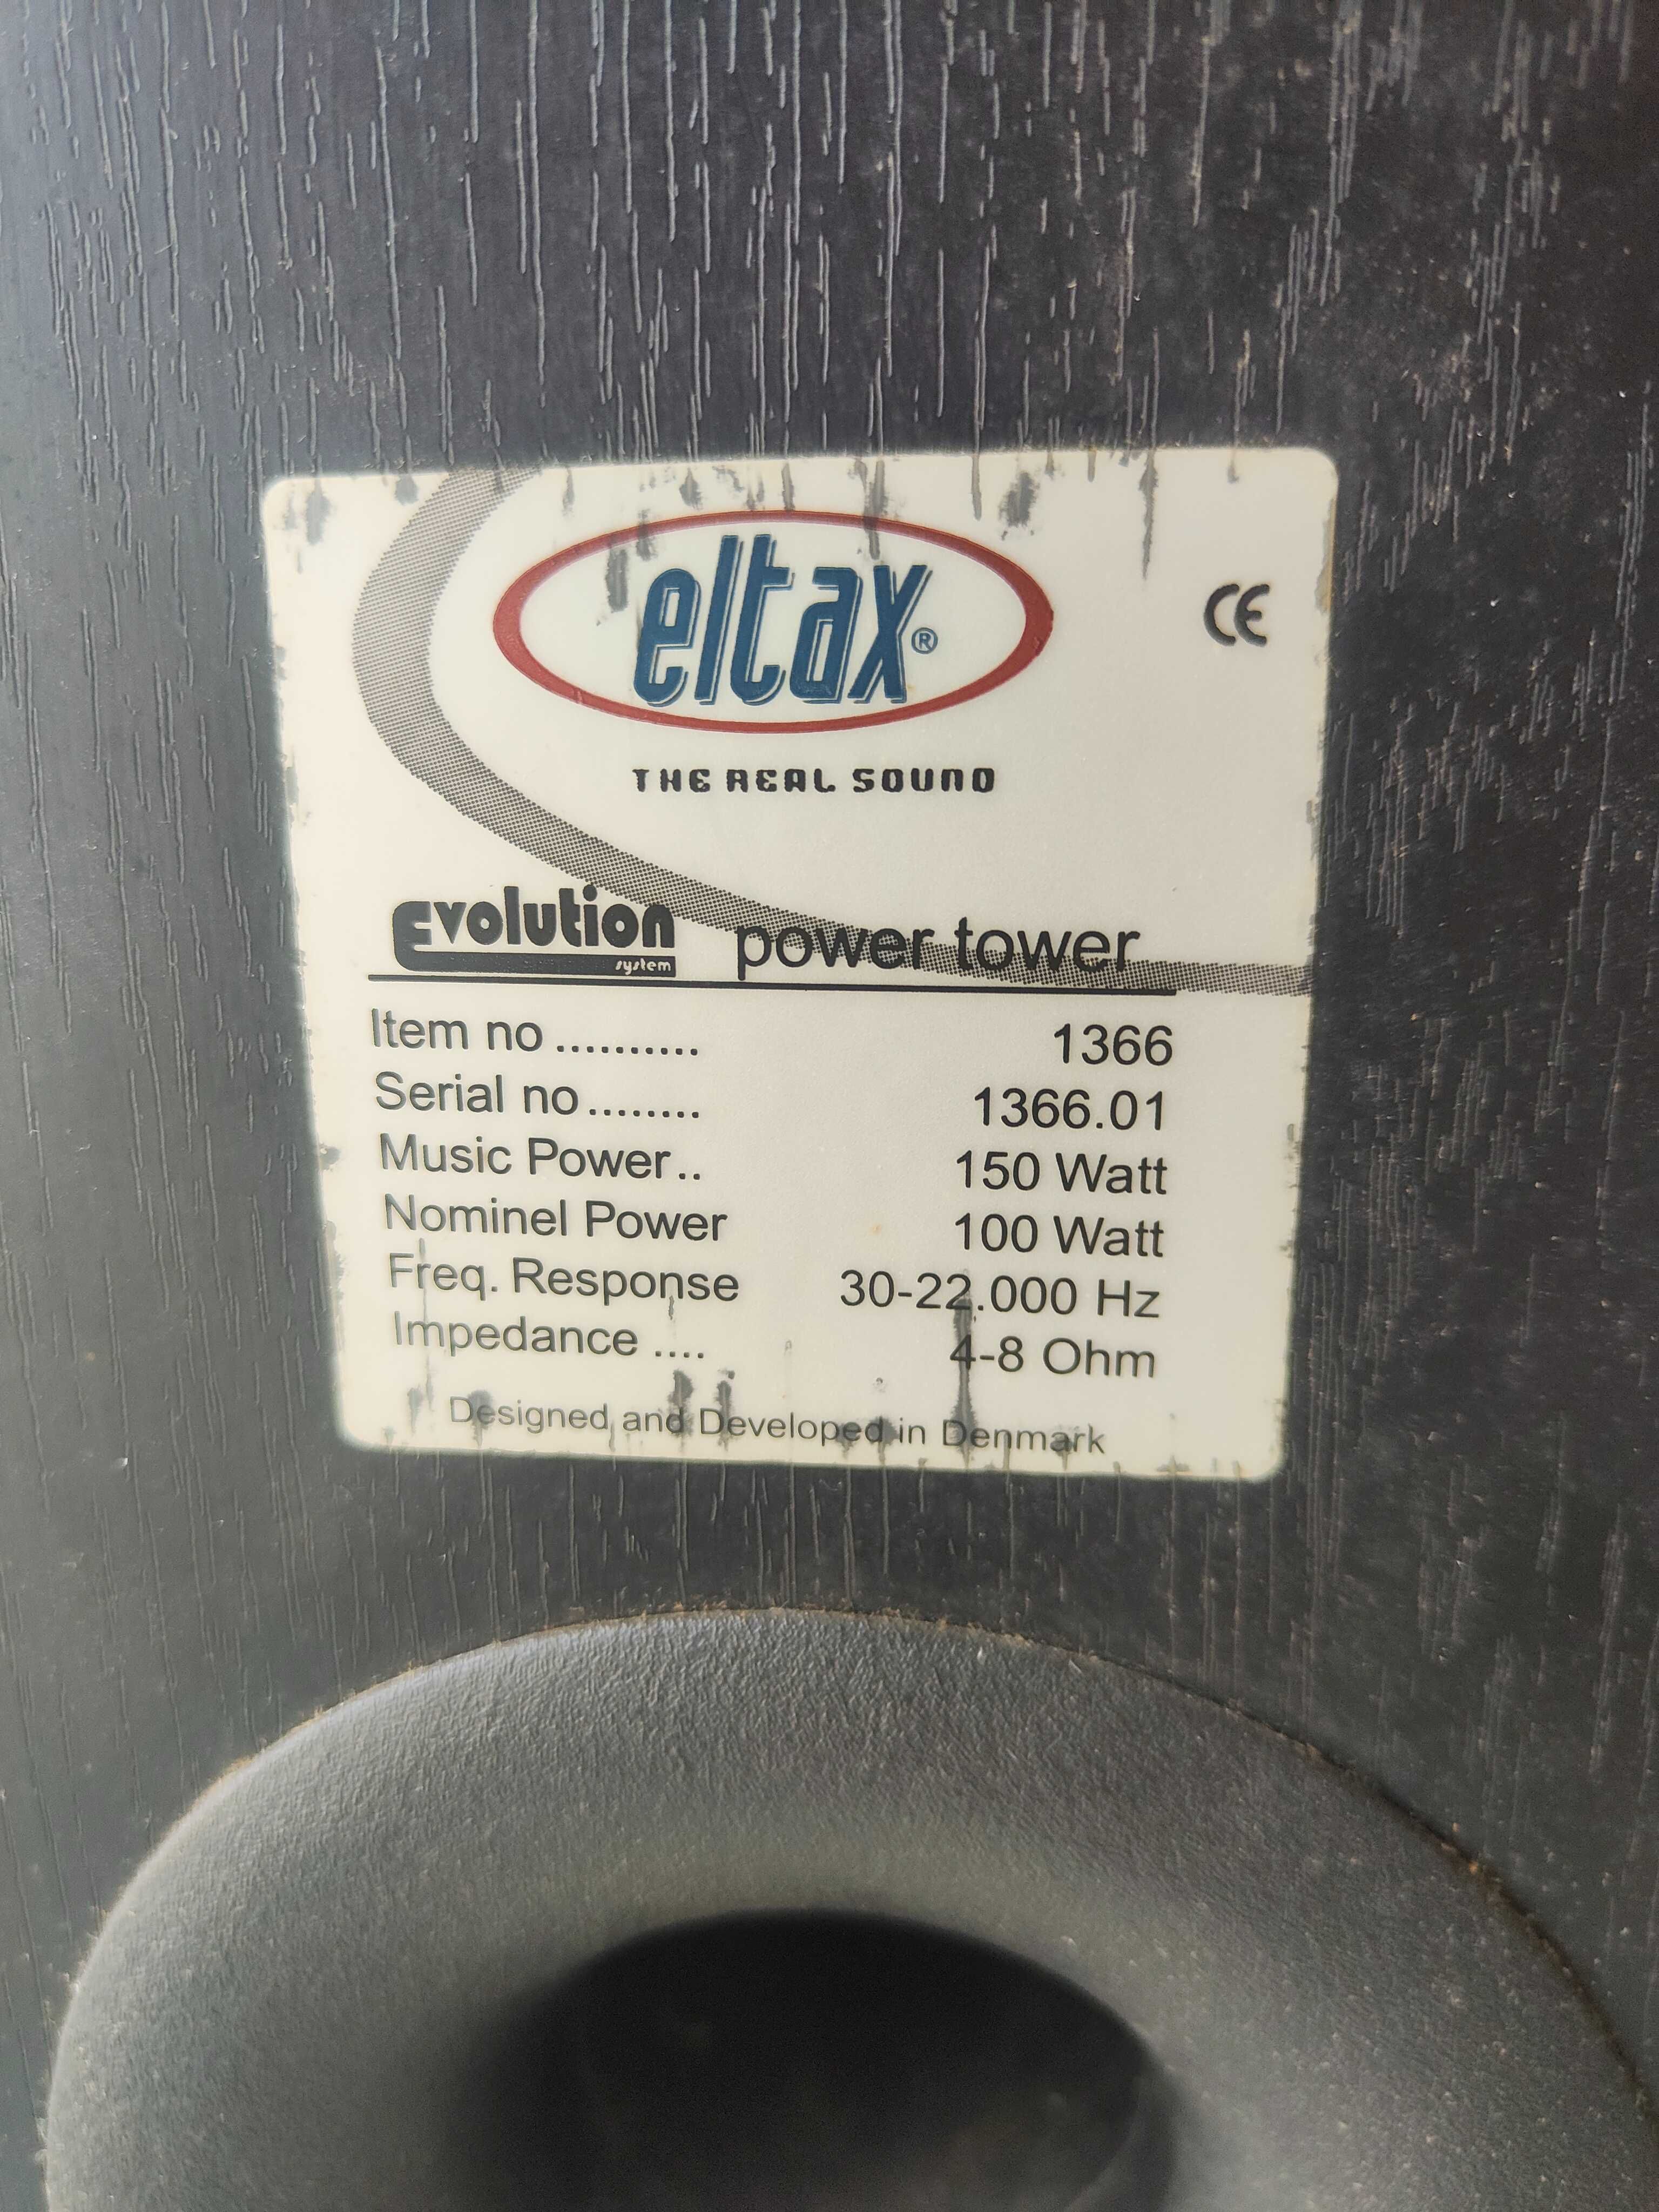 eltax®
CE
THE REAL SOUND
Evolution system power tower
Item no .......... 1366
Serial no ........ 1366.01
Music Power .. 150 Watt
Nominel Power 100 Watt
Freq. Response 30-22.000 Hz
Impedance .... 4-8 Ohm
Designed and Developed in Denmark